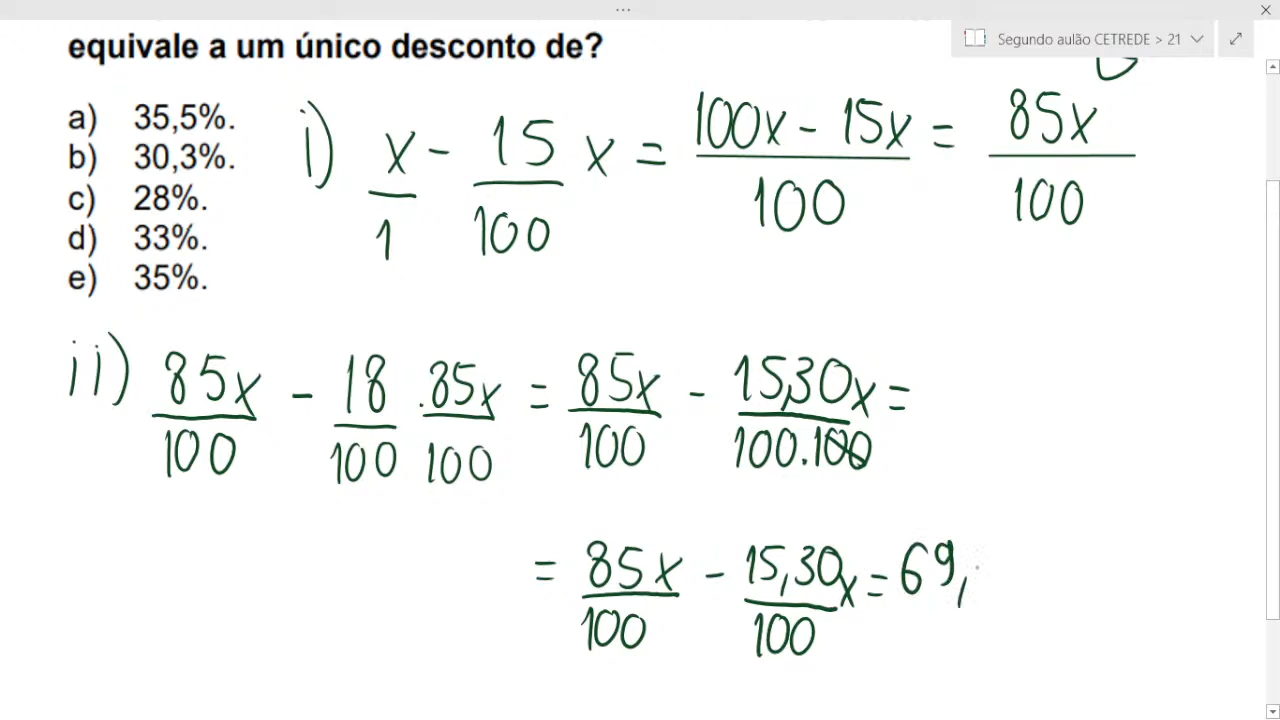 ...
Segundo aulão CETREDE > 21
equivale a um único desconto de?
a) 35,5%.
b) 30,3%.
c) 28%.
d) 33%.
e) 35%.
i) x/1 - 15/100 x = 100x - 15x/100 = 85x/100
ii) 85x/100 - 18/100 . 85x/100 = 85x/100 - 15,30x/100.100 =
= 85x/100 - 15,30x/100 = 69,